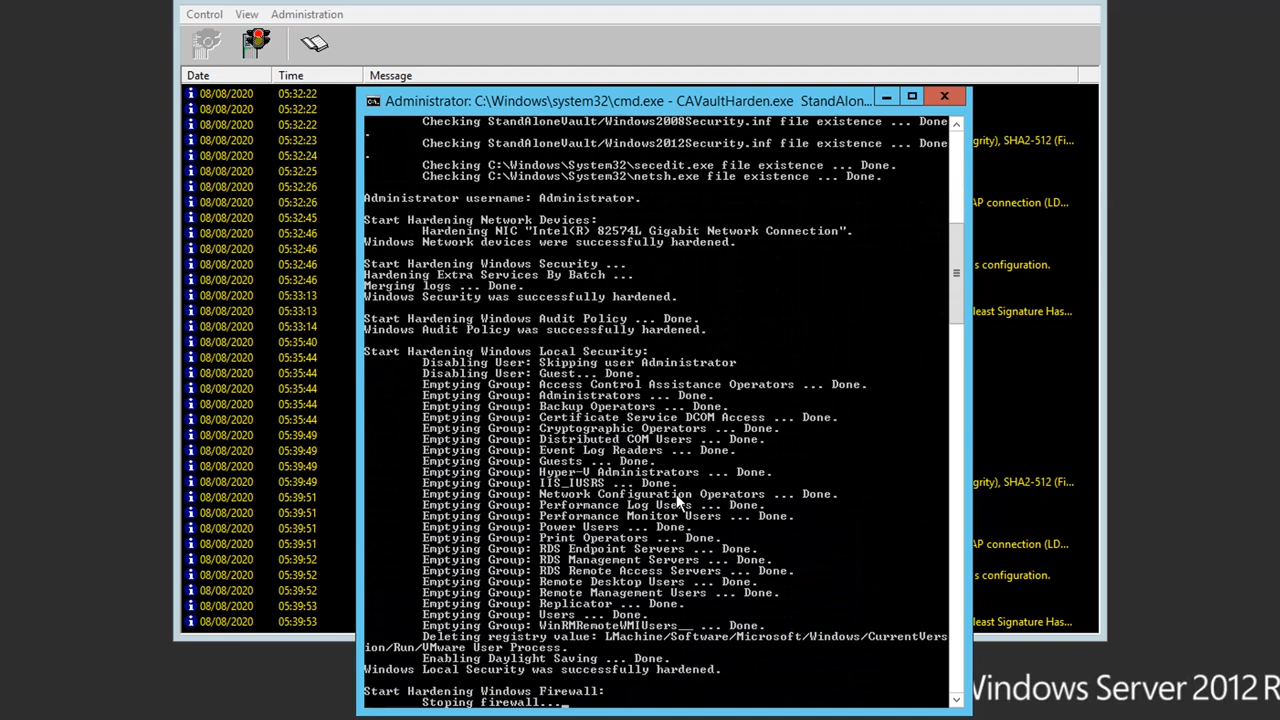 Control View Administration
Date Time Message
08/08/2020 05:32:22
08/08/2020 05:32:22
08/08/2020 05:32:22
08/08/2020 05:32:23
08/08/2020 05:32:24
08/08/2020 05:32:25
08/08/2020 05:32:26
08/08/2020 05:32:26
08/08/2020 05:32:45
08/08/2020 05:32:46
08/08/2020 05:32:46
08/08/2020 05:32:46
08/08/2020 05:32:46
08/08/2020 05:33:13
08/08/2020 05:33:13
08/08/2020 05:33:14
08/08/2020 05:35:40
08/08/2020 05:35:44
08/08/2020 05:35:44
08/08/2020 05:35:44
08/08/2020 05:35:44
08/08/2020 05:39:49
08/08/2020 05:39:49
08/08/2020 05:39:49
08/08/2020 05:39:49
08/08/2020 05:39:51
08/08/2020 05:39:51
08/08/2020 05:39:51
08/08/2020 05:39:51
08/08/2020 05:39:51
08/08/2020 05:39:52
08/08/2020 05:39:52
08/08/2020 05:39:53
08/08/2020 05:39:53
grity), SHA2-512 (Fi...
AP connection (LD...
s configuration.
least Signature Has...
grity), SHA2-512 (Fi...
AP connection (LD...
s configuration.
least Signature Has...
Administrator: C:\Windows\system32\cmd.exe - CAVaultHarden.exe StandAlon...
Checking StandAloneVault/Windows2008Security.inf file existence ... Done
.
Checking StandAloneVault/Windows2012Security.inf file existence ... Done
.
Checking C:\Windows\System32\secedit.exe file existence ... Done.
Checking C:\Windows\System32\netsh.exe file existence ... Done.
Administrator username: Administrator.
Start Hardening Network Devices:
Hardening NIC "Intel(R) 82574L Gigabit Network Connection".
Windows Network devices were successfully hardened.
Start Hardening Windows Security ...
Hardening Extra Services By Batch ...
Merging logs ... Done.
Windows Security was successfully hardened.
Start Hardening Windows Audit Policy ... Done.
Windows Audit Policy was successfully hardened.
Start Hardening Windows Local Security:
Disabling User: Skipping user Administrator
Disabling User: Guest... Done.
Emptying Group: Access Control Assistance Operators ... Done.
Emptying Group: Administrators ... Done.
Emptying Group: Backup Operators ... Done.
Emptying Group: Certificate Service DCOM Access ... Done.
Emptying Group: Cryptographic Operators ... Done.
Emptying Group: Distributed COM Users ... Done.
Emptying Group: Event Log Readers ... Done.
Emptying Group: Guests ... Done.
Emptying Group: Hyper-V Administrators ... Done.
Emptying Group: IIS_IUSRS ... Done.
Emptying Group: Network Configuration Operators ... Done.
Emptying Group: Performance Log Users ... Done.
Emptying Group: Performance Monitor Users ... Done.
Emptying Group: Power Users ... Done.
Emptying Group: Print Operators ... Done.
Emptying Group: RDS Endpoint Servers ... Done.
Emptying Group: RDS Management Servers ... Done.
Emptying Group: RDS Remote Access Servers ... Done.
Emptying Group: Remote Desktop Users ... Done.
Emptying Group: Remote Management Users ... Done.
Emptying Group: Replicator ... Done.
Emptying Group: Users ... Done.
Emptying Group: WinRMRemoteWMIUsers__ ... Done.
Deleting registry value: LMachine/Software/Microsoft/Windows/CurrentVers
ion/Run/VMware User Process.
Enabling Daylight Saving ... Done.
Windows Local Security was successfully hardened.
Start Hardening Windows Firewall:
Stoping firewall..._
Windows Server 2012 R